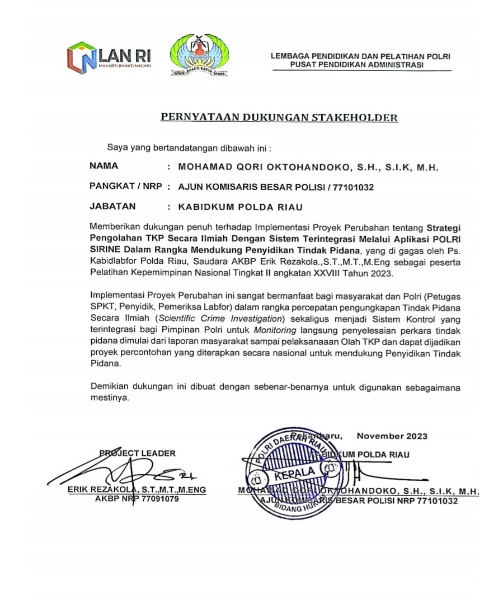 LAN RI
MAKARTI BHAKTI NAGARI
LEMBAGA PENDIDIKAN DAN PELATIHAN POLRI
PUSAT PENDIDIKAN ADMINISTRASI
PERNYATAAN DUKUNGAN STAKEHOLDER
Saya yang bertandatangan dibawah ini :
NAMA : MOHAMAD QORI OKTOHANDOKO, S.H., S.I.K, M.H.
PANGKAT / NRP : AJUN KOMISARIS BESAR POLISI / 77101032
JABATAN : KABIDKUM POLDA RIAU
Memberikan dukungan penuh terhadap Implementasi Proyek Perubahan tentang Strategi
Pengolahan TKP Secara Ilmiah Dengan Sistem Terintegrasi Melalui Aplikasi POLRI
SIRINE Dalam Rangka Mendukung Penyidikan Tindak Pidana, yang di gagas oleh Ps.
Kabidlabfor Polda Riau, Saudara AKBP Erik Rezakola.,S.T.,M.T.,M.Eng sebagai peserta
Pelatihan Kepemimpinan Nasional Tingkat II angkatan XXVIII Tahun 2023.
Implementasi Proyek Perubahan ini sangat bermanfaat bagi masyarakat dan Polri (Petugas
SPKT, Penyidik, Pemeriksa Labfor) dalam rangka percepatan pengungkapan Tindak Pidana
Secara Ilmiah (Scientific Crime Investigation) sekaligus menjadi Sistem Kontrol yang
terintegrasi bagi Pimpinan Polri untuk Monitoring langsung penyelesaian perkara tindak
pidana dimulai dari laporan masyarakat sampai pelaksanaaan Olah TKP dan dapat dijadikan
proyek percontohan yang diterapkan secara nasional untuk mendukung Penyidikan Tindak
Pidana.
Demikian dukungan ini dibuat dengan sebenar-benarnya untuk digunakan sebagaimana
mestinya.
November 2023
PROJECT LEADER
KABIDKUM POLDA RIAU
POLRI DAERAH RIAU
KEPALA
BIDANG HUKUM
ERIK REZAKOLA, S.T.,M.T.,M.ENG
AKBP NRP 77091079
OKTOHANDOKO, S.H., S.I.K, M.H.
AJUN KOMISARIS BESAR POLISI NRP 77101032